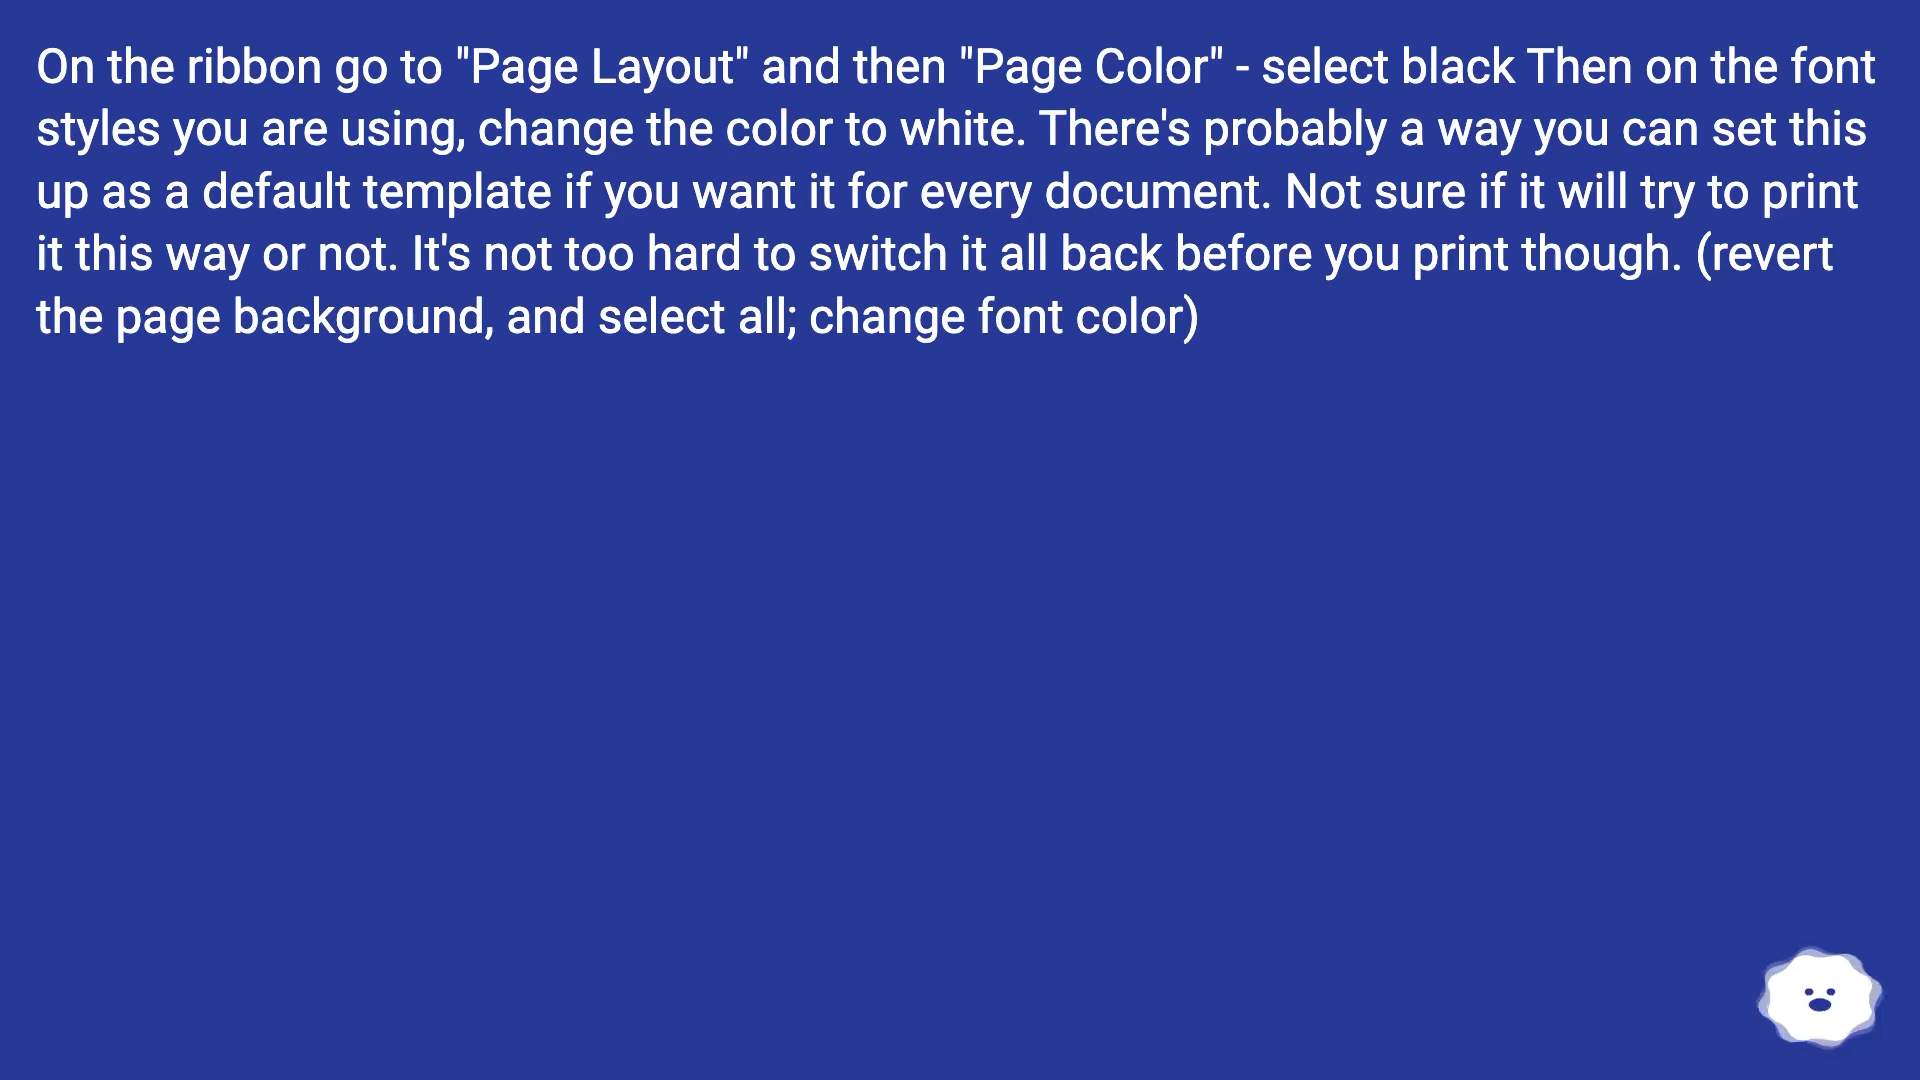 On the ribbon go to "Page Layout" and then "Page Color" - select black Then on the font
styles you are using, change the color to white. There's probably a way you can set this
up as a default template if you want it for every document. Not sure if it will try to print
it this way or not. It's not too hard to switch it all back before you print though. (revert
the page background, and select all; change font color)